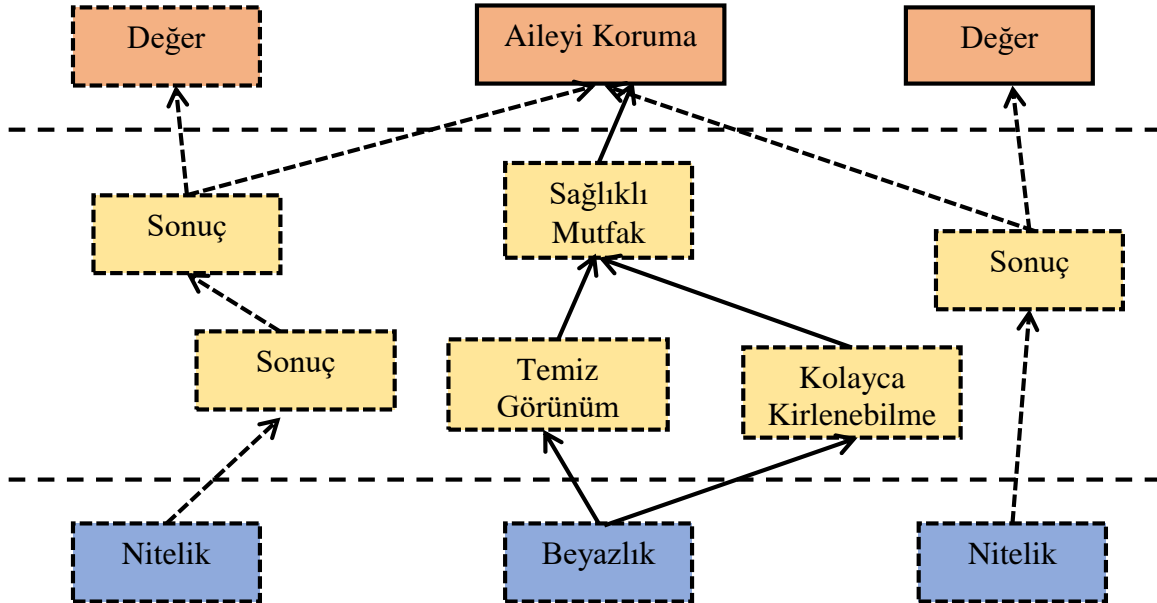 Değer
Aileyi Koruma
Değer
Sağlıklı
Mutfak
Sonuç
Sonuç
Sonuç
Temiz
Görünüm
Kolayca
Kirlenebilme
Nitelik
Beyazlık
Nitelik